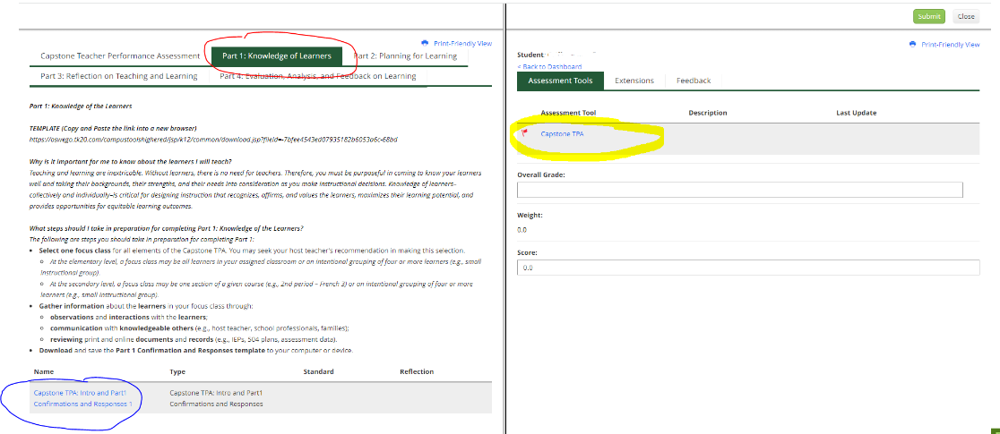 Submit
Close
Print-Friendly View
Capstone Teacher Performance Assessment
Part 1: Knowledge of Learners
Part 2: Planning for Learning
Part 3: Reflection on Teaching and Learning
Part 4: Evaluation, Analysis, and Feedback on Learning
Part 1: Knowledge of the Learners
TEMPLATE (Copy and Paste the link into a new browser)
https://oswego.tk20.com/campustoolshighered/jsp/k12/common/download.jsp?fileId=-7bfee4543ed07935182b6053a6c-68bd
Why is it important for me to know about the learners I will teach?
Teaching and learning are inextricable. Without learners, there is no need for teachers. Therefore, you must be purposeful in coming to know your learners
well and taking their backgrounds, their strengths, and their needs into consideration as you make instructional decisions. Knowledge of learners–
collectively and individually–is critical for designing instruction that recognizes, affirms, and values the learners, maximizes their learning potential, and
provides opportunities for equitable learning outcomes.
What steps should I take in preparation for completing Part 1: Knowledge of the Learners?
The following are steps you should take in preparation for completing Part 1:
• Select one focus class for all elements of the Capstone TPA. You may seek your host teacher's recommendation in making this selection.
o At the elementary level, a focus class may be all learners in your assigned classroom or an intentional grouping of four or more learners (e.g., small
instructional group).
o At the secondary level, a focus class may be one section of a given course (e.g., 2nd period – French 3) or an intentional grouping of four or more
learners (e.g., small instructional group).
• Gather information about the learners in your focus class through:
o observations and interactions with the learners;
o communication with knowledgeable others (e.g., host teacher, school professionals, families);
o reviewing print and online documents and records (e.g., IEPs, 504 plans, assessment data).
• Download and save the Part 1 Confirmation and Responses template to your computer or device.
Name Type Standard Reflection
Capstone TPA: Intro and Part1 Capstone TPA: Intro and Part1
Confirmations and Responses 1 Confirmations and Responses
Print-Friendly View
Student:
< Back to Dashboard
Assessment Tools Extensions Feedback
Assessment Tool Description Last Update
Capstone TPA
Overall Grade:
Weight:
0.0
Score:
0.0